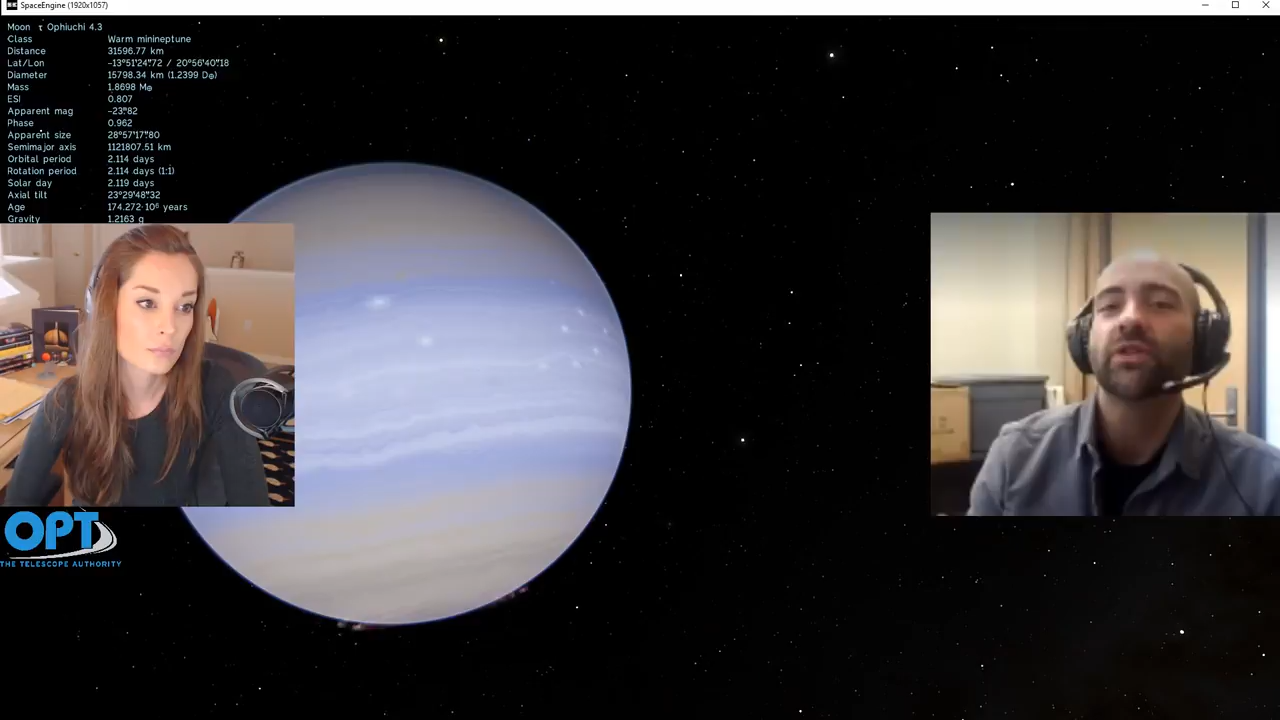 SpaceEngine (1920x1057)
Moon τ Ophiuchi 4.3
Class Warm minineptune
Distance 31596.77 km
Lat/Lon -13°51'24."72 / 20°56'40."18
Diameter 15798.34 km (1.2399 D⊕)
Mass 1.8698 M⊕
ESI 0.807
Apparent mag -23.ᵐ82
Phase 0.962
Apparent size 28°57'17."80
Semimajor axis 1121807.51 km
Orbital period 2.114 days
Rotation period 2.114 days (1:1)
Solar day 2.119 days
Axial tilt 23°29'48."32
Age 174.272·10⁶ years
Gravity 1.2163 g
OPT
THE TELESCOPE AUTHORITY